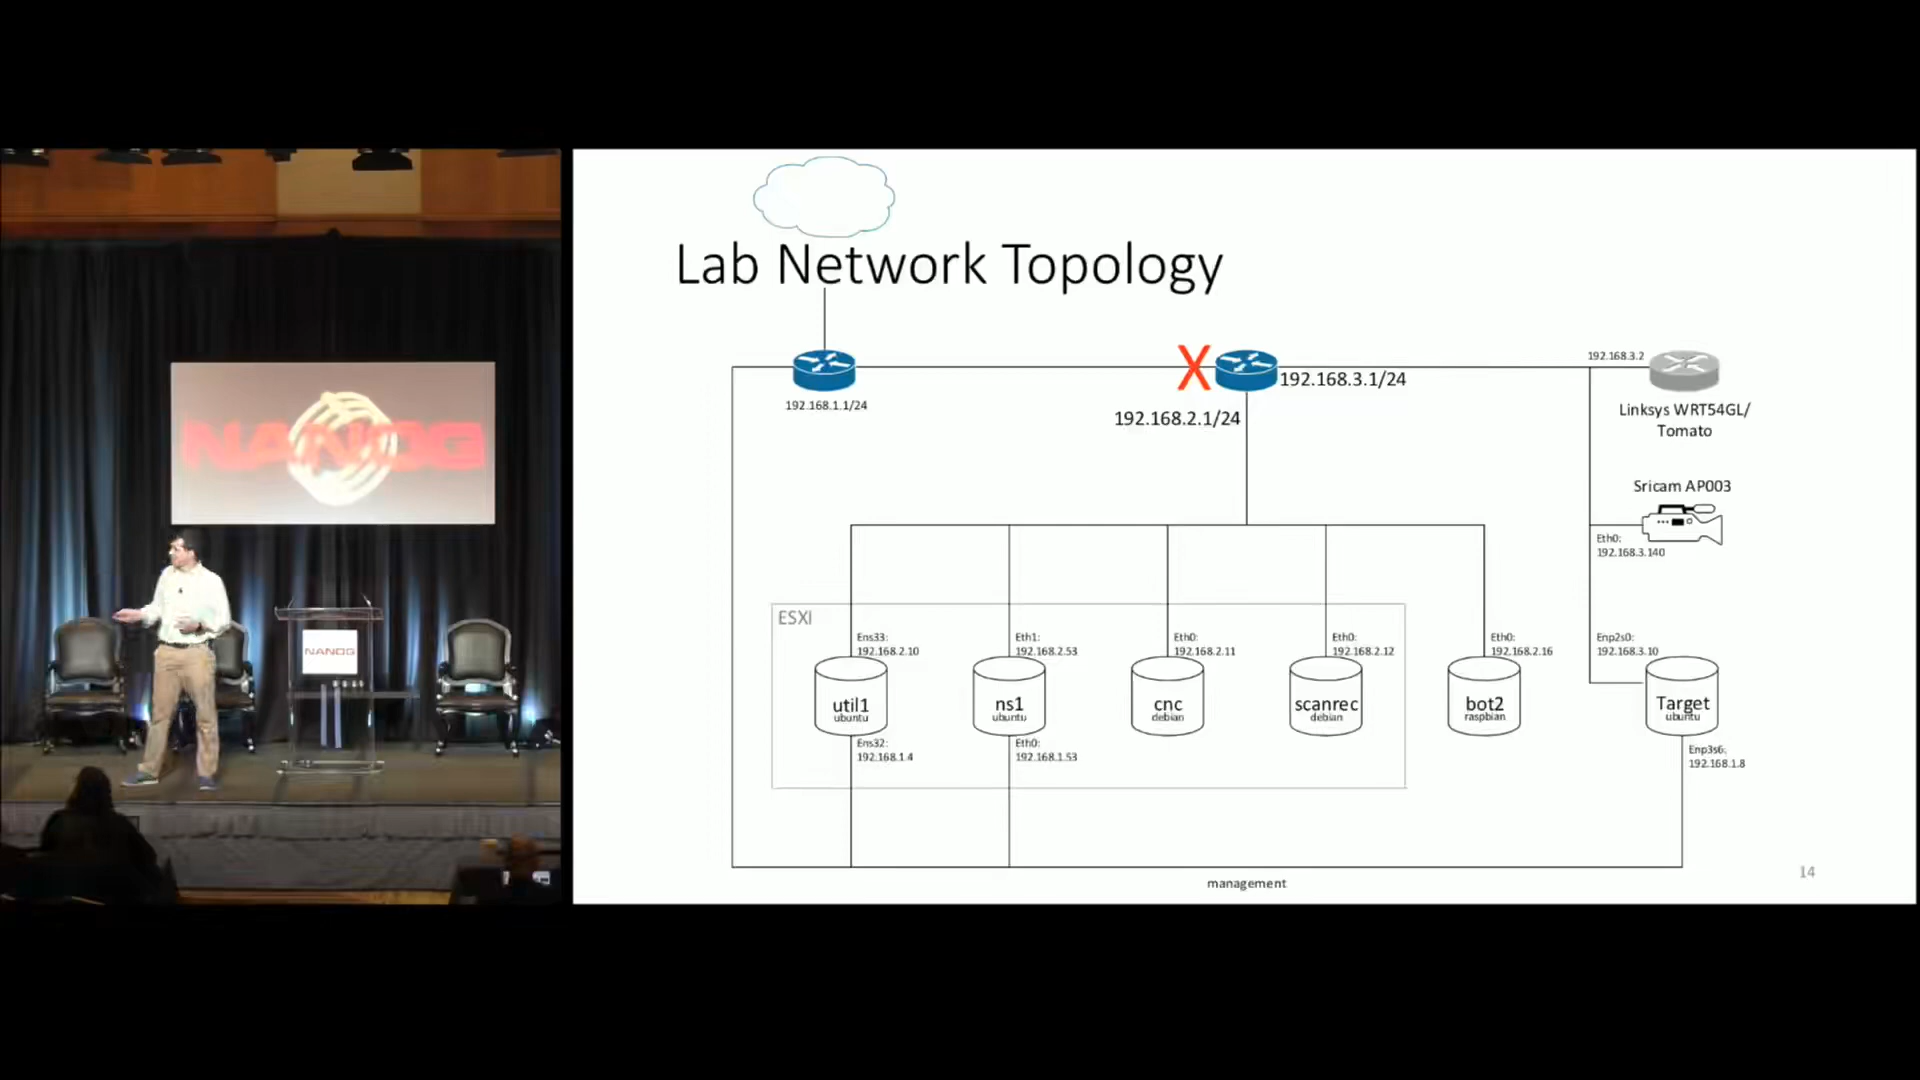 NANOG
NANOG
Lab Network Topology
192.168.1.1/24
X
192.168.3.1/24
192.168.2.1/24
192.168.3.2
Linksys WRT54GL/
Tomato
Sricam AP003
Eth0:
192.168.3.140
ESXI
Ens33:
192.168.2.10
Eth1:
192.168.2.53
Eth0:
192.168.2.11
Eth0:
192.168.2.12
Eth0:
192.168.2.16
Enp2s0:
192.168.3.10
util1
ubuntu
ns1
ubuntu
cnc
debian
scanrec
debian
bot2
raspbian
Target
ubuntu
Ens32:
192.168.1.4
Eth0:
192.168.1.53
Enp3s6:
192.168.1.8
management
14